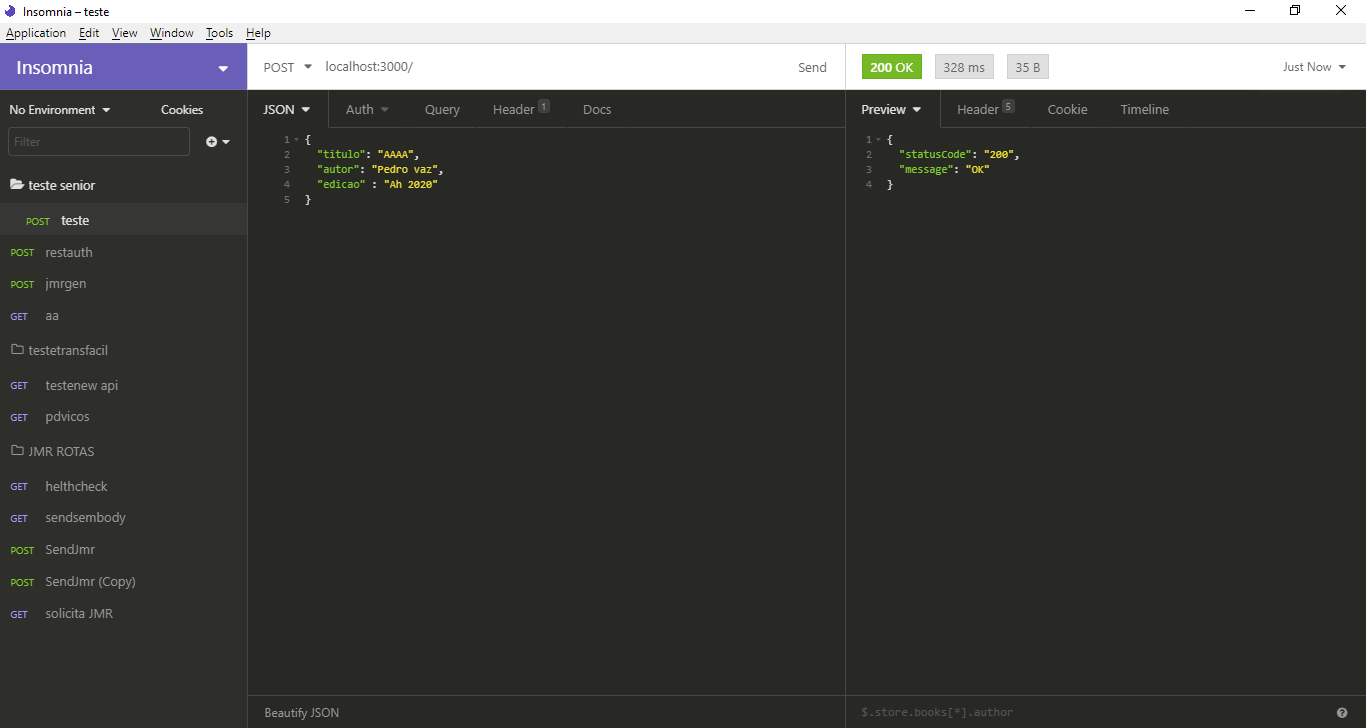 Insomnia – teste
Application Edit View Window Tools Help
Insomnia
POST localhost:3000/ Send
200 OK 328 ms 35 B Just Now
No Environment Cookies
JSON Auth Query Header 1 Docs
Preview Header 5 Cookie Timeline
Filter
teste senior
POST teste
POST restauth
POST jmrgen
GET aa
testetransfacil
GET testenew api
GET pdvicos
JMR ROTAS
GET helthcheck
GET sendsembody
POST SendJmr
POST SendJmr (Copy)
GET solicita JMR
1 {
2 "titulo": "AAAA",
3 "autor": "Pedro vaz",
4 "edicao" : "Ah 2020"
5 }
1 {
2 "statusCode": "200",
3 "message": "OK"
4 }
Beautify JSON
$.store.books[*].author